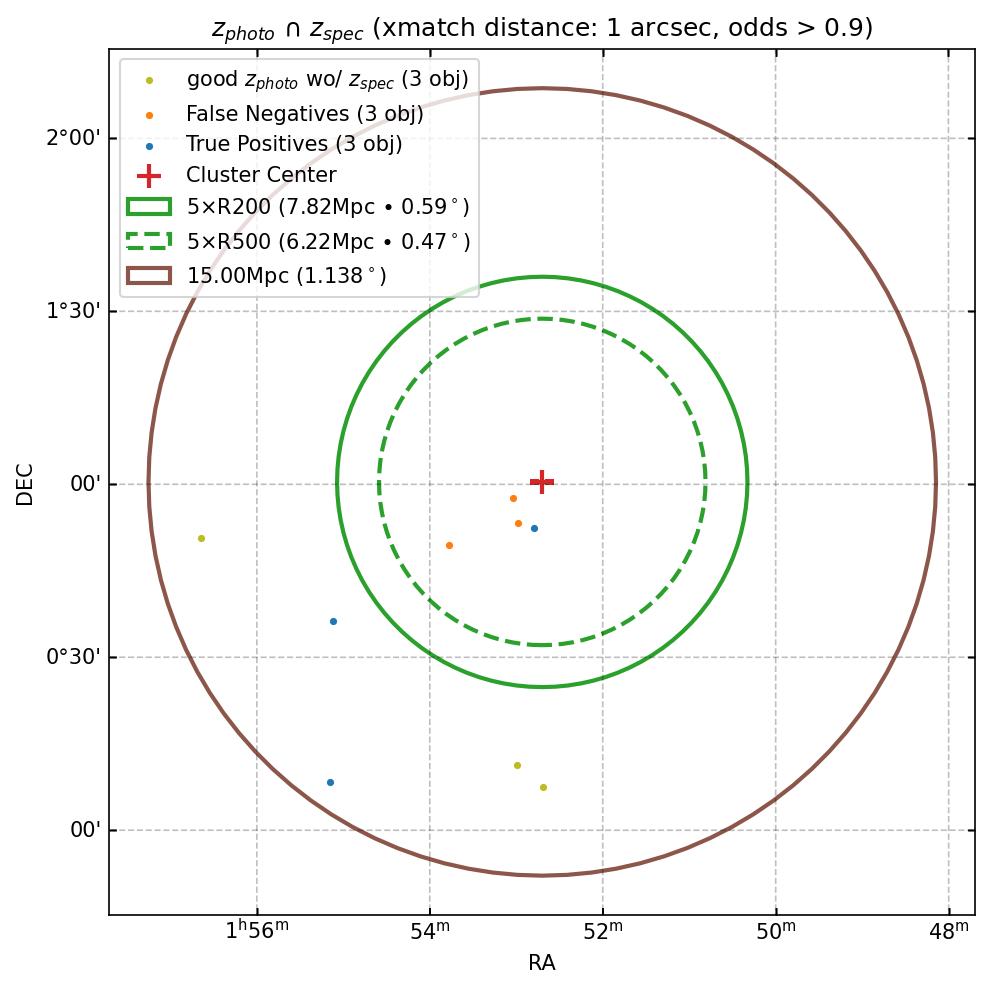 z_photo ∩ z_spec (xmatch distance: 1 arcsec, odds > 0.9)
good z_photo wo/ z_spec (3 obj)
False Negatives (3 obj)
True Positives (3 obj)
Cluster Center
5×R200 (7.82Mpc • 0.59°)
5×R500 (6.22Mpc • 0.47°)
15.00Mpc (1.138°)
2°00'
1°30'
00'
0°30'
00'
DEC
1h56m 54m 52m 50m 48m
RA